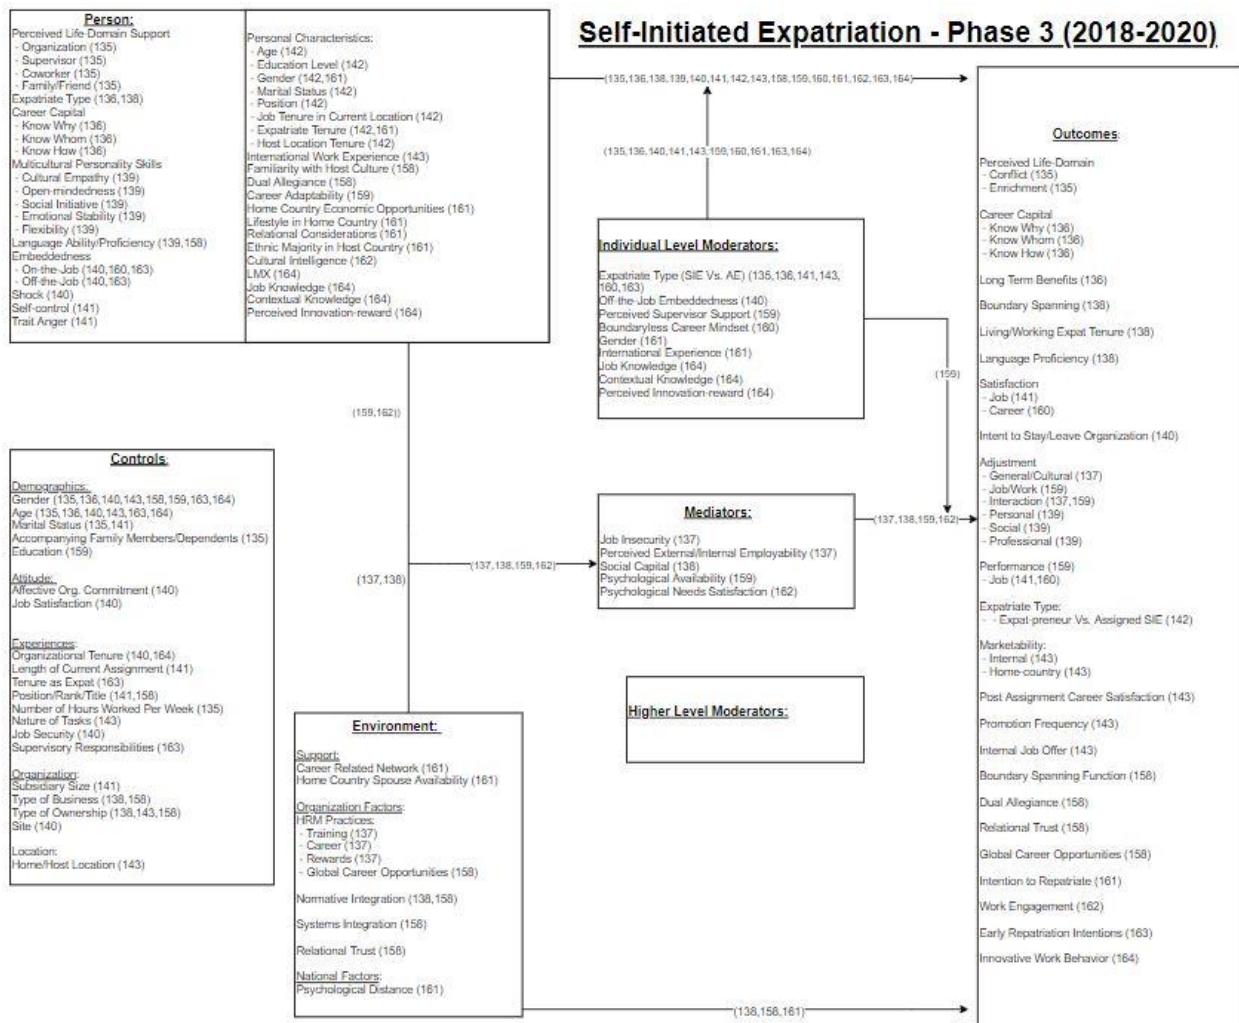 Self-Initiated Expatriation - Phase 3 (2018-2020)
Person:
Perceived Life-Domain Support
- Organization (135)
- Supervisor (135)
- Coworker (135)
- Family/Friend (135)
Expatriate Type (136,138)
Career Capital
- Know Why (136)
- Know Whom (136)
- Know How (136)
Multicultural Personality Skills
- Cultural Empathy (139)
- Open-mindedness (139)
- Social Initiative (139)
- Emotional Stability (139)
- Flexibility (139)
Language Ability/Proficiency (139,158)
Embeddedness
- On-the-Job (140,160,163)
- Off-the-Job (140,163)
Shock (140)
Self-control (141)
Trait Anger (141)
Personal Characteristics:
- Age (142)
- Education Level (142)
- Gender (142,161)
- Marital Status (142)
- Position (142)
- Job Tenure in Current Location (142)
- Expatriate Tenure (142,161)
- Host Location Tenure (142)
International Work Experience (143)
Familiarity with Host Culture (158)
Dual Allegiance (158)
Career Adaptability (159)
Home Country Economic Opportunities (161)
Lifestyle in Home Country (161)
Relational Considerations (161)
Ethnic Majority in Host Country (161)
Cultural Intelligence (162)
LMX (164)
Job Knowledge (164)
Contextual Knowledge (164)
Perceived Innovation-reward (164)
(135,136,138,139,140,141,142,143,158,159,160,161,162,163,164)
(135,136,140,141,143,159,160,161,163,164)
Individual Level Moderators:
Expatriate Type (SIE Vs. AE) (135,136,141,143,
160,163)
Off-the-Job Embeddedness (140)
Perceived Supervisor Support (159)
Boundaryless Career Mindset (160)
Gender (161)
International Experience (161)
Job Knowledge (164)
Contextual Knowledge (164)
Perceived Innovation-reward (164)
(159)
(159,162))
Controls:
Demographics:
Gender (135,136,140,143,158,159,163,164)
Age (135,136,140,143,163,164)
Marital Status (135,141)
Accompanying Family Members/Dependents (135)
Education (159)
Attitude:
Affective Org. Commitment (140)
Job Satisfaction (140)
Experiences:
Organizational Tenure (140,164)
Length of Current Assignment (141)
Tenure as Expat (163)
Position/Rank/Title (141,158)
Number of Hours Worked Per Week (135)
Nature of Tasks (143)
Job Security (140)
Supervisory Responsibilities (163)
Organization:
Subsidiary Size (141)
Type of Business (138,158)
Type of Ownership (138,143,158)
Site (140)
Location:
Home/Host Location (143)
(137,138)
(137,138,159,162)
Mediators:
Job Insecurity (137)
Perceived External/Internal Employability (137)
Social Capital (138)
Psychological Availability (159)
Psychological Needs Satisfaction (162)
(137,138,159,162)
Higher Level Moderators:
Environment:
Support:
Career Related Network (161)
Home Country Spouse Availability (161)
Organization Factors:
HRM Practices:
- Training (137)
- Career (137)
- Rewards (137)
- Global Career Opportunities (158)
Normative Integration (138,158)
Systems Integration (158)
Relational Trust (158)
National Factors:
Psychological Distance (161)
(138,158,161)
Outcomes:
Perceived Life-Domain
- Conflict (135)
- Enrichment (135)
Career Capital
- Know Why (136)
- Know Whom (136)
- Know How (136)
Long Term Benefits (136)
Boundary Spanning (138)
Living/Working Expat Tenure (138)
Language Proficiency (138)
Satisfaction
- Job (141)
- Career (160)
Intent to Stay/Leave Organization (140)
Adjustment
- General/Cultural (137)
- Job/Work (159)
- Interaction (137,159)
- Personal (139)
- Social (139)
- Professional (139)
Performance (159)
- Job (141,160)
Expatriate Type:
- - Expat-preneur Vs. Assigned SIE (142)
Marketability:
- Internal (143)
- Home-country (143)
Post Assignment Career Satisfaction (143)
Promotion Frequency (143)
Internal Job Offer (143)
Boundary Spanning Function (158)
Dual Allegiance (158)
Relational Trust (158)
Global Career Opportunities (158)
Intention to Repatriate (161)
Work Engagement (162)
Early Repatriation Intentions (163)
Innovative Work Behavior (164)